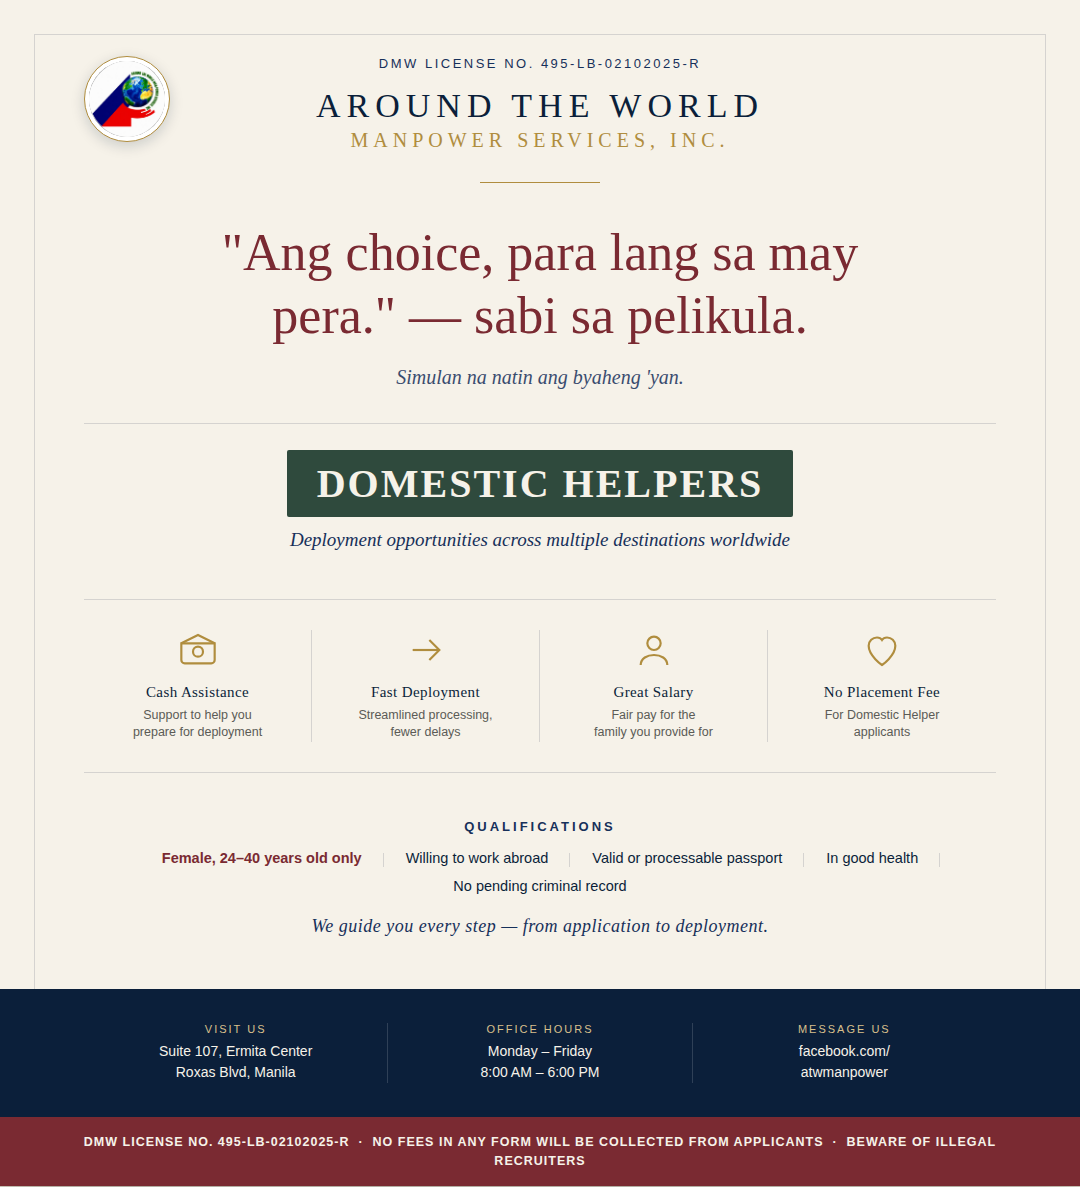 DMW LICENSE NO. 495-LB-02102025-R
AROUND THE WORLD
MANPOWER SERVICES, INC.
"Ang choice, para lang sa may
pera." — sabi sa pelikula.
Simulan na natin ang byaheng 'yan.
DOMESTIC HELPERS
Deployment opportunities across multiple destinations worldwide
Cash Assistance
Support to help you
prepare for deployment
Fast Deployment
Streamlined processing,
fewer delays
Great Salary
Fair pay for the
family you provide for
No Placement Fee
For Domestic Helper
applicants
QUALIFICATIONS
Female, 24–40 years old only
Willing to work abroad
Valid or processable passport
In good health
No pending criminal record
We guide you every step — from application to deployment.
VISIT US
Suite 107, Ermita Center
Roxas Blvd, Manila
OFFICE HOURS
Monday – Friday
8:00 AM – 6:00 PM
MESSAGE US
facebook.com/
atwmanpower
DMW LICENSE NO. 495-LB-02102025-R · NO FEES IN ANY FORM WILL BE COLLECTED FROM APPLICANTS · BEWARE OF ILLEGAL
RECRUITERS